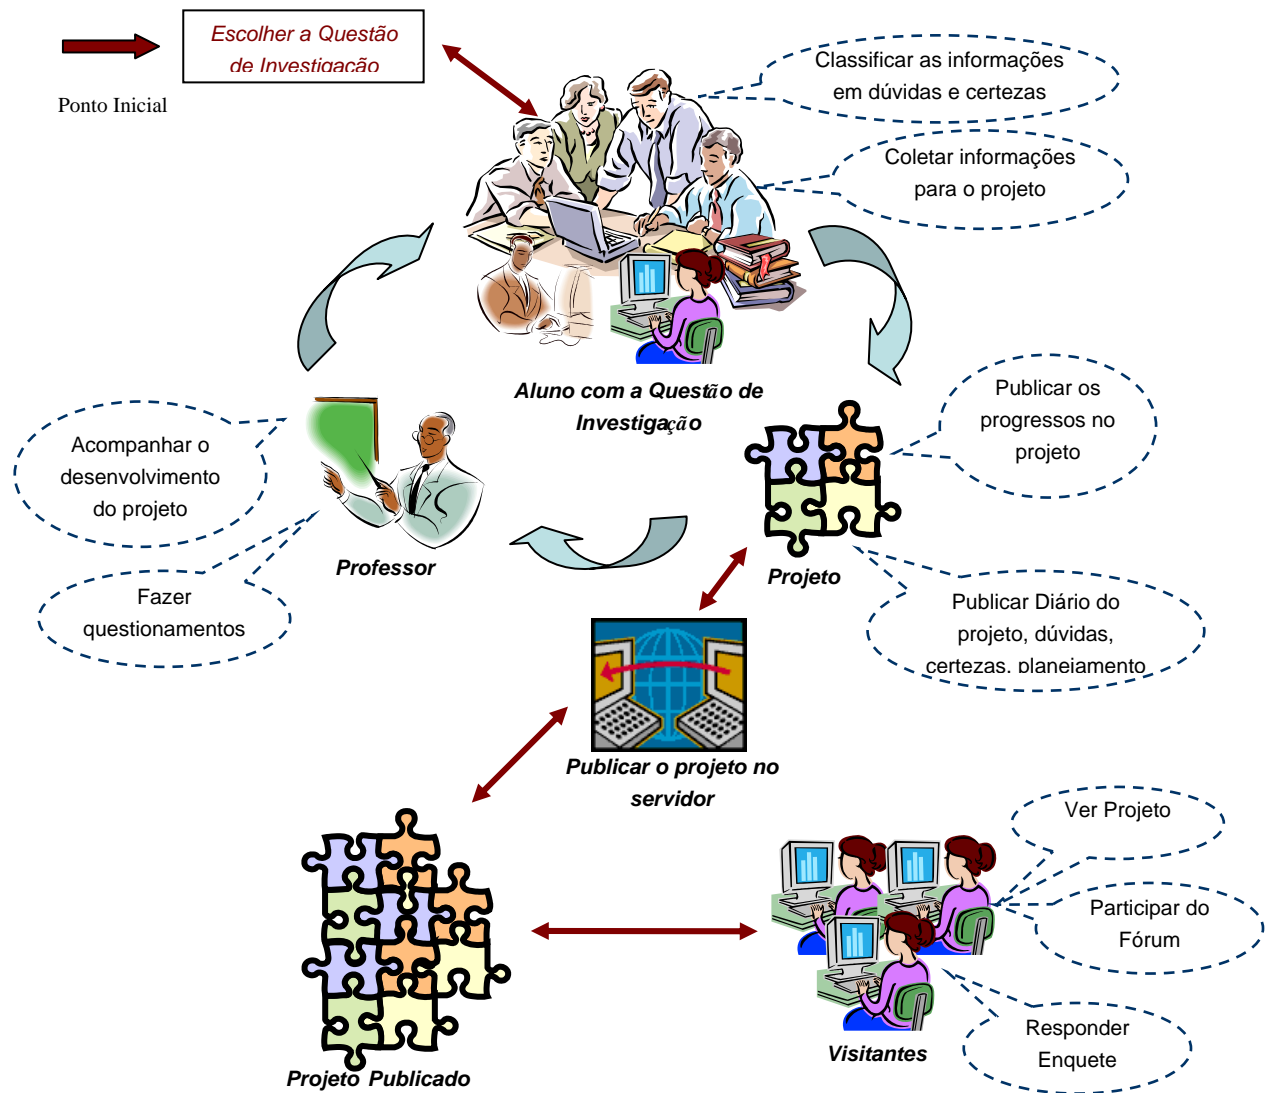 Escolher a Questão
de Investigação
Ponto Inicial
Classificar as informações
em dúvidas e certezas
Coletar informações
para o projeto
Aluno com a Questão de
Investigação
Publicar os
progressos no
projeto
Acompanhar o
desenvolvimento
do projeto
Professor
Fazer
questionamentos
Projeto
Publicar Diário do
projeto, dúvidas,
certezas, planejamento
Publicar o projeto no
servidor
Ver Projeto
Participar do
Fórum
Responder
Enquete
Visitantes
Projeto Publicado